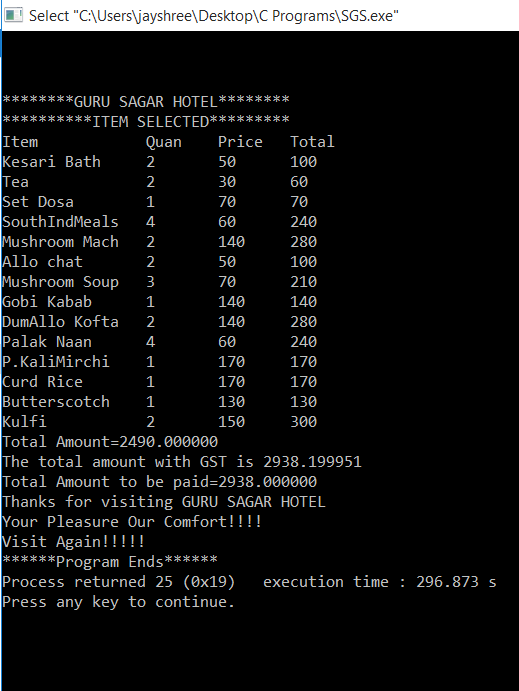 Select "C:\Users\jayshree\Desktop\C Programs\SGS.exe"
********GURU SAGAR HOTEL********
**********ITEM SELECTED*********
Item Quan Price Total
Kesari Bath 2 50 100
Tea 2 30 60
Set Dosa 1 70 70
SouthIndMeals 4 60 240
Mushroom Mach 2 140 280
Allo chat 2 50 100
Mushroom Soup 3 70 210
Gobi Kabab 1 140 140
DumAllo Kofta 2 140 280
Palak Naan 4 60 240
P.KaliMirchi 1 170 170
Curd Rice 1 170 170
Butterscotch 1 130 130
Kulfi 2 150 300
Total Amount=2490.000000
The total amount with GST is 2938.199951
Total Amount to be paid=2938.000000
Thanks for visiting GURU SAGAR HOTEL
Your Pleasure Our Comfort!!!!
Visit Again!!!!!
******Program Ends******
Process returned 25 (0x19) execution time : 296.873 s
Press any key to continue.